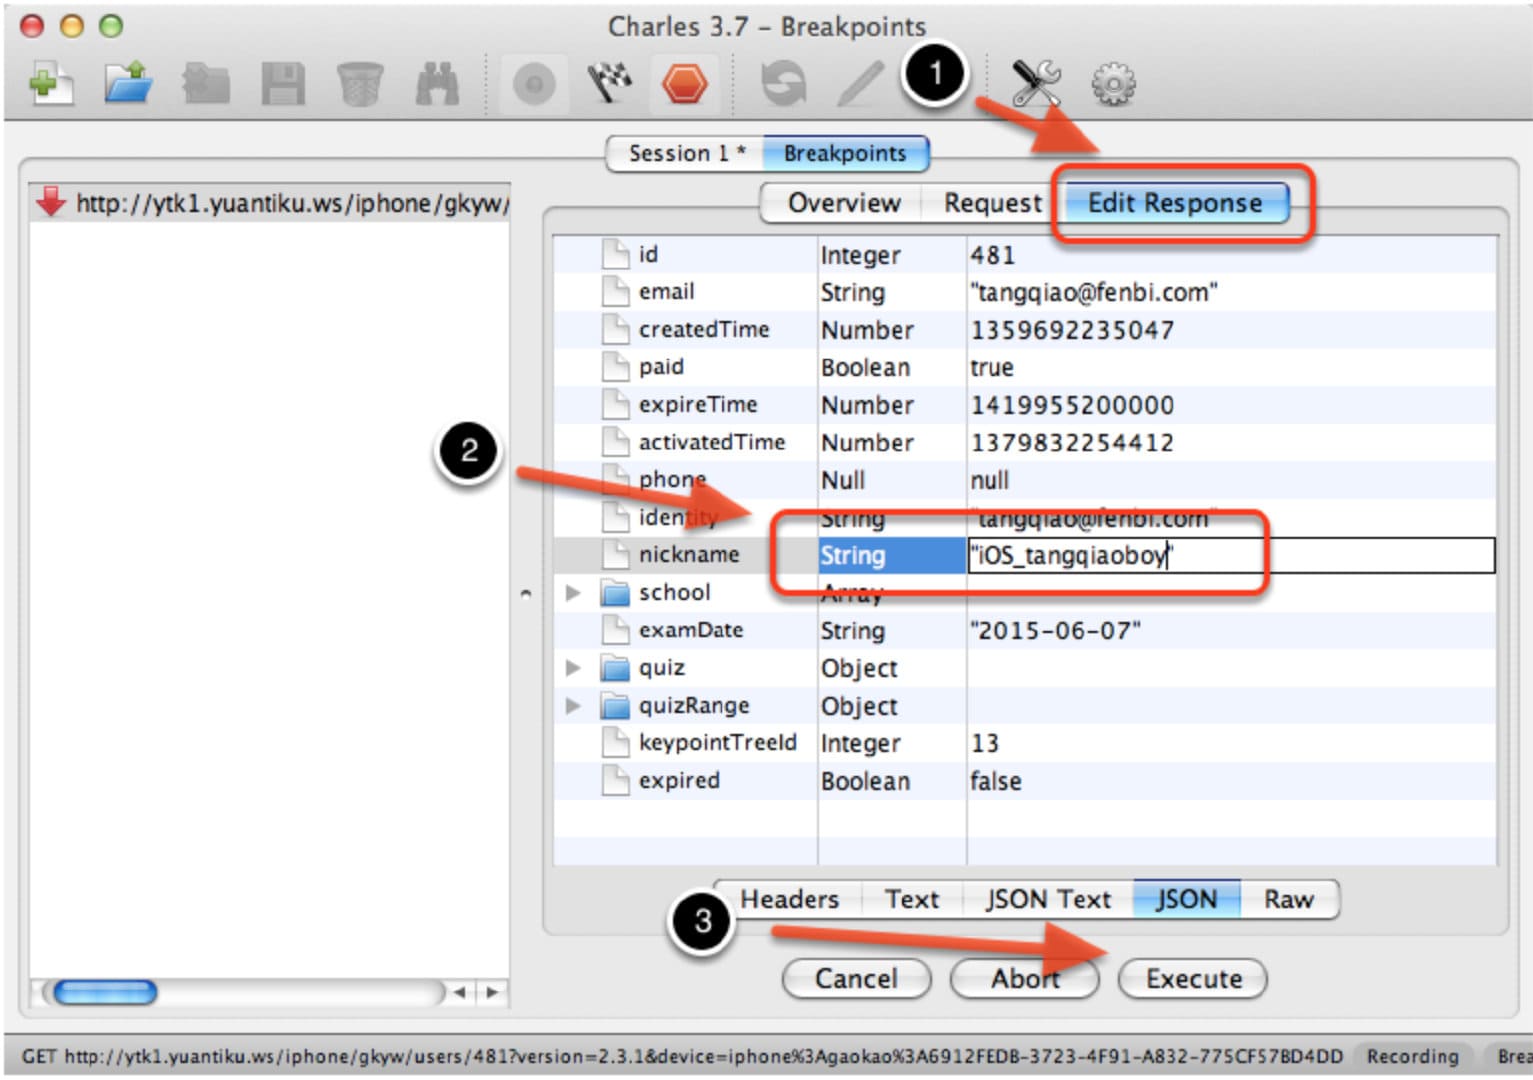 Charles 3.7 – Breakpoints
1
Session 1 * Breakpoints
http://ytk1.yuantiku.ws/iphone/gkyw/
Overview Request Edit Response
id Integer 481
email String "tangqiao@fenbi.com"
createdTime Number 1359692235047
paid Boolean true
expireTime Number 1419955200000
activatedTime Number 1379832254412
2
phone Null null
identity String "tangqiao@fenbi.com"
nickname String "iOS_tangqiaoboy"
school Array
examDate String "2015-06-07"
quiz Object
quizRange Object
keypointTreeId Integer 13
expired Boolean false
Headers Text JSON Text JSON Raw
3
Cancel Abort Execute
GET http://ytk1.yuantiku.ws/iphone/gkyw/users/481?version=2.3.1&device=iphone%3Agaokao%3A6912FEDB-3723-4F91-A832-775CF57BD4DD Recording Brea